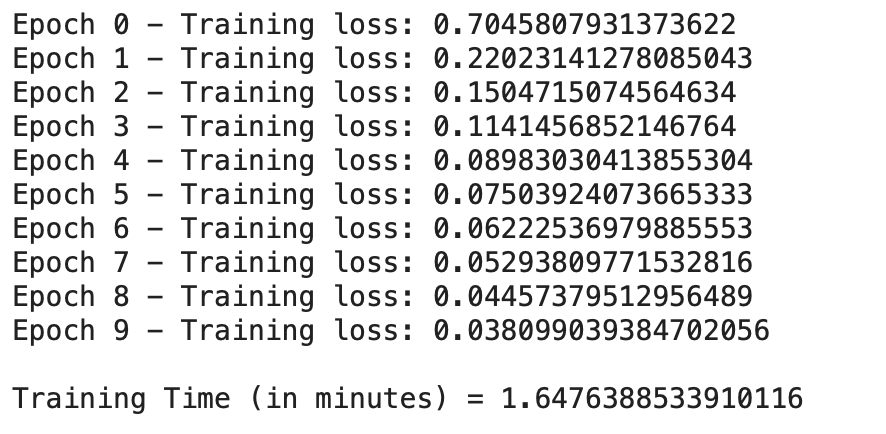 Epoch 0 – Training loss: 0.7045807931373622
Epoch 1 – Training loss: 0.22023141278085043
Epoch 2 – Training loss: 0.1504715074564634
Epoch 3 – Training loss: 0.1141456852146764
Epoch 4 – Training loss: 0.08983030413855304
Epoch 5 – Training loss: 0.07503924073665333
Epoch 6 – Training loss: 0.06222536979885553
Epoch 7 – Training loss: 0.05293809771532816
Epoch 8 – Training loss: 0.04457379512956489
Epoch 9 – Training loss: 0.038099039384702056
Training Time (in minutes) = 1.6476388533910116